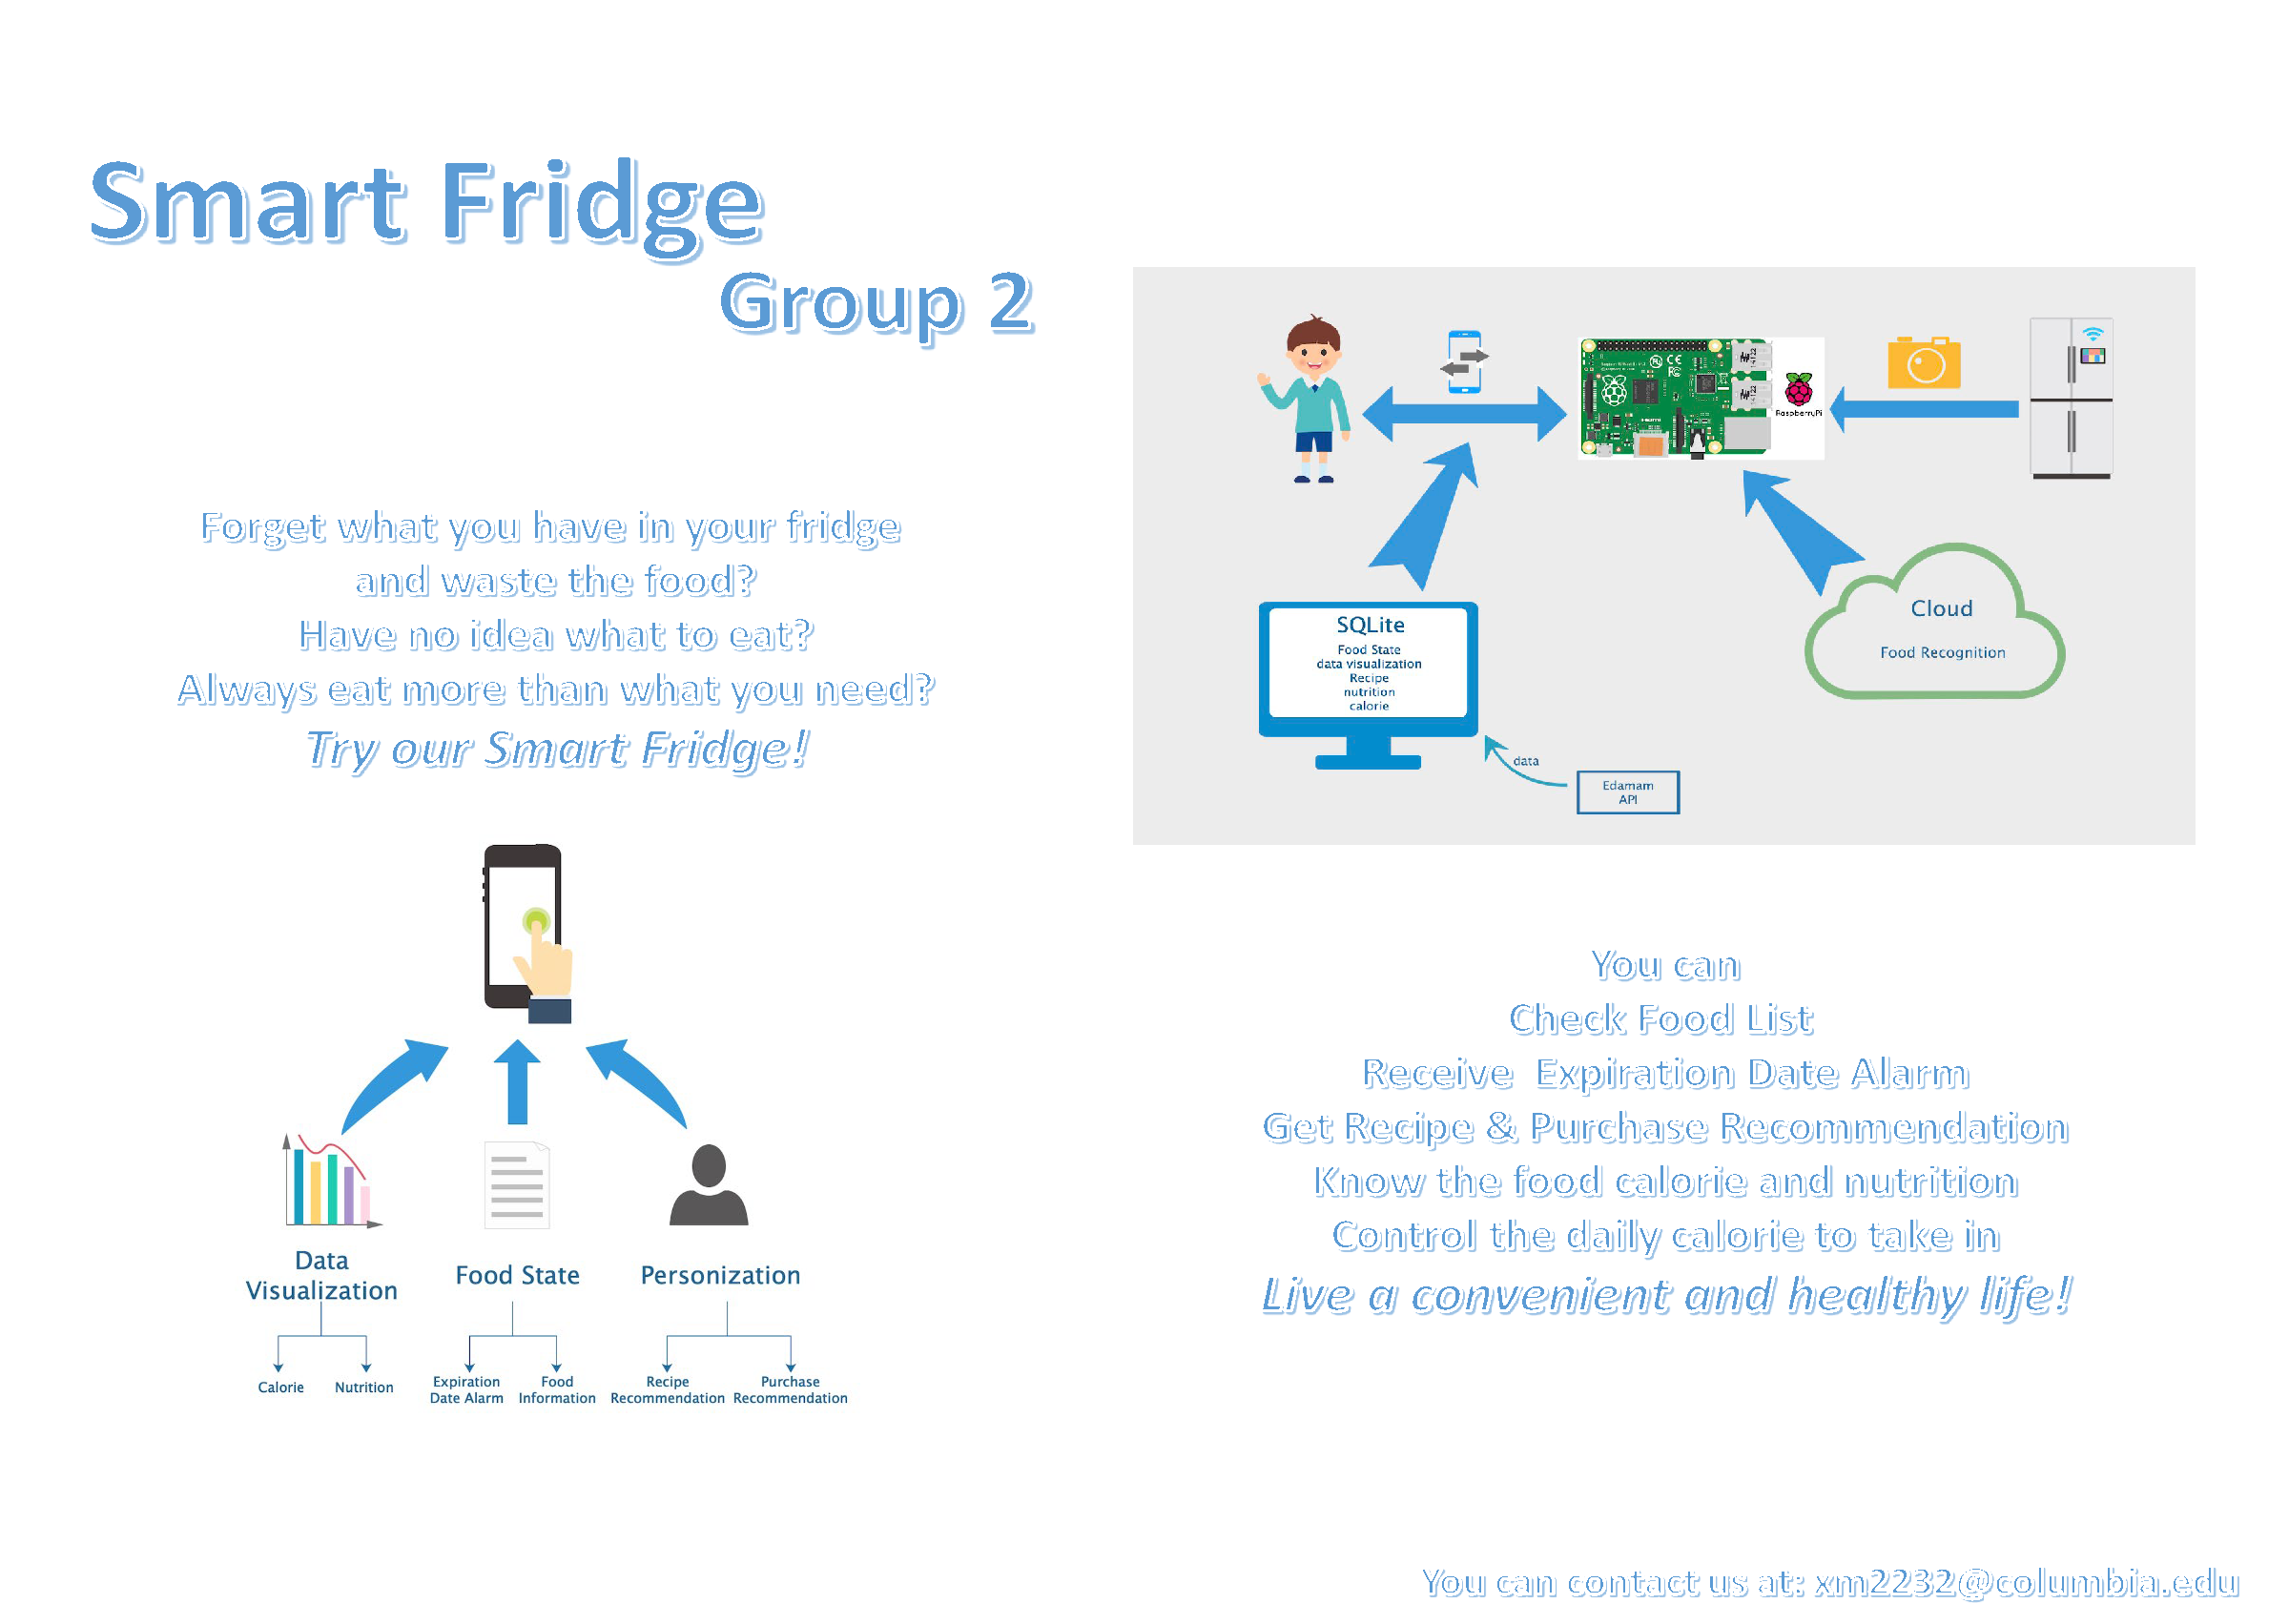 Smart Fridge
Group 2
Forget what you have in your fridge
and waste the food?
Have no idea what to eat?
Always eat more than what you need?
Try our Smart Fridge!
Data
Visualization
Food State
Personization
Calorie
Nutrition
Expiration
Date Alarm
Food
Information
Recipe
Recommendation
Purchase
Recommendation
RaspberryPi
SQLite
Food State
data visualization
Recipe
nutrition
calorie
Cloud
Food Recognition
data
Edamam
API
You can
Check Food List
Receive Expiration Date Alarm
Get Recipe & Purchase Recommendation
Know the food calorie and nutrition
Control the daily calorie to take in
Live a convenient and healthy life!
You can contact us at: xm2232@columbia.edu